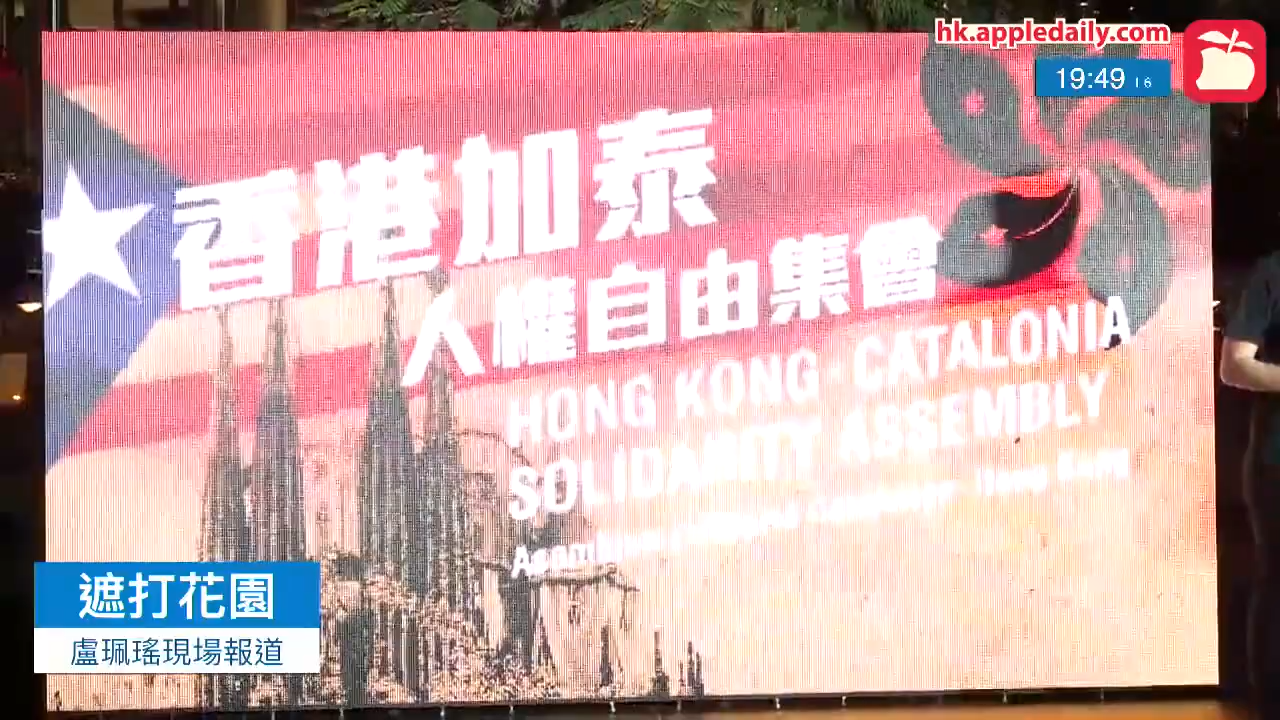 hk.appledaily.com
19:49 16
香港加泰
人權自由集會
HONG KONG-CATALONIA
SOLIDARITY ASSEMBLY
遮打花園
盧珮瑤現場報道